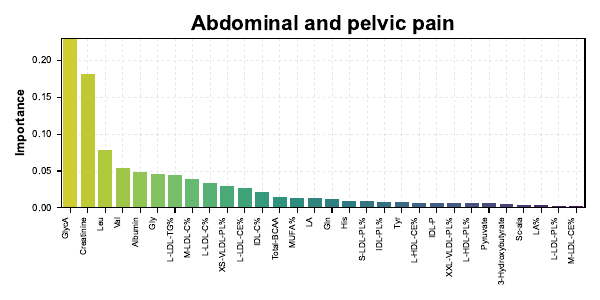 Abdominal and pelvic pain
Importance
0.20
0.15
0.10
0.05
0.00
GlycA
Creatinine
Leu
Val
Albumin
Gly
L-LDL-TG%
M-LDL-C%
L-LDL-C%
XS-VLDL-PL%
L-LDL-CE%
IDL-C%
Total-BCAA
MUFA%
LA
Gln
His
S-LDL-PL%
IDL-PL%
Tyr
L-HDL-CE%
IDL-P
XXL-VLDL-PL%
L-HDL-PL%
Pyruvate
3-Hydroxybutyrate
LA%
L-LDL-PL%
M-LDL-CE%